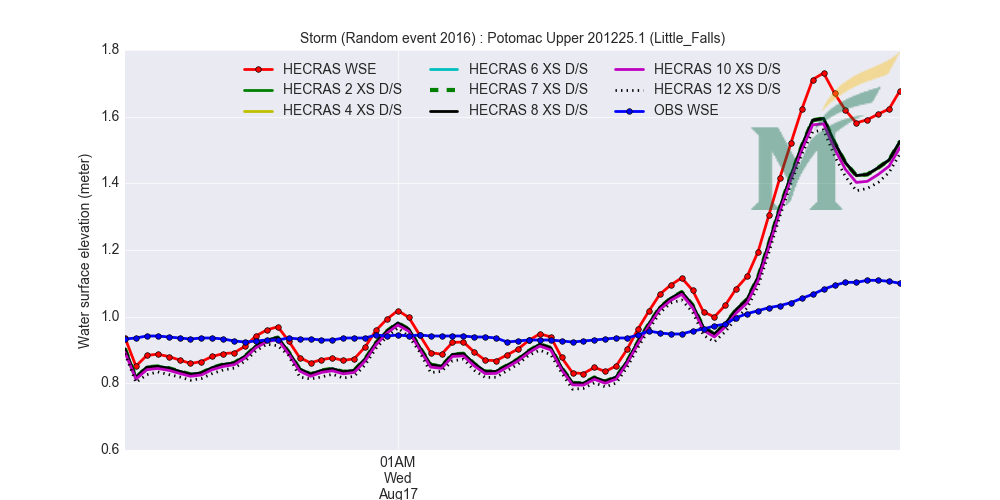 Storm (Random event 2016) : Potomac Upper 201225.1 (Little_Falls)
1.8
1.6
1.4
1.2
1.0
0.8
0.6
Water surface elevation (meter)
HECRAS WSE
HECRAS 2 XS D/S
HECRAS 4 XS D/S
HECRAS 6 XS D/S
HECRAS 7 XS D/S
HECRAS 8 XS D/S
HECRAS 10 XS D/S
HECRAS 12 XS D/S
OBS WSE
M
01AM
Wed
Aug17